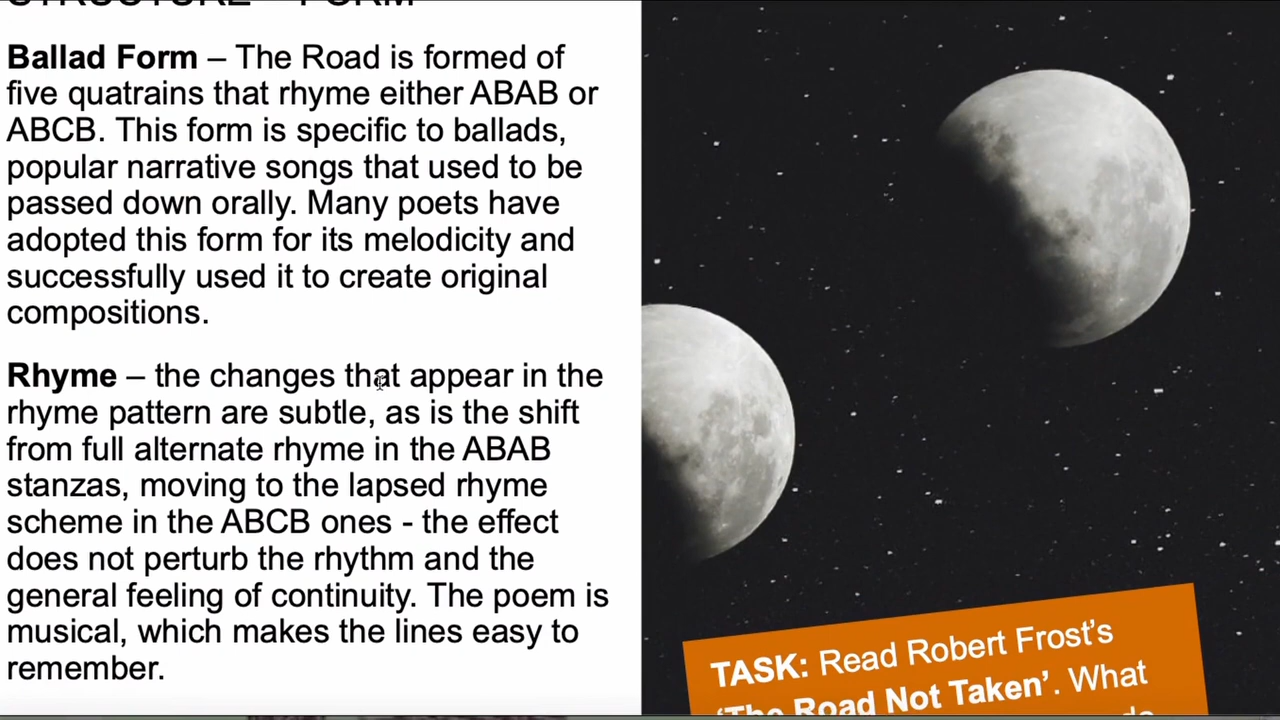 STRUCTURE – FORM
Ballad Form – The Road is formed of
five quatrains that rhyme either ABAB or
ABCB. This form is specific to ballads,
popular narrative songs that used to be
passed down orally. Many poets have
adopted this form for its melodicity and
successfully used it to create original
compositions.
Rhyme – the changes that appear in the
rhyme pattern are subtle, as is the shift
from full alternate rhyme in the ABAB
stanzas, moving to the lapsed rhyme
scheme in the ABCB ones - the effect
does not perturb the rhythm and the
general feeling of continuity. The poem is
musical, which makes the lines easy to
remember.
TASK: Read Robert Frost’s
‘The Road Not Taken’. What